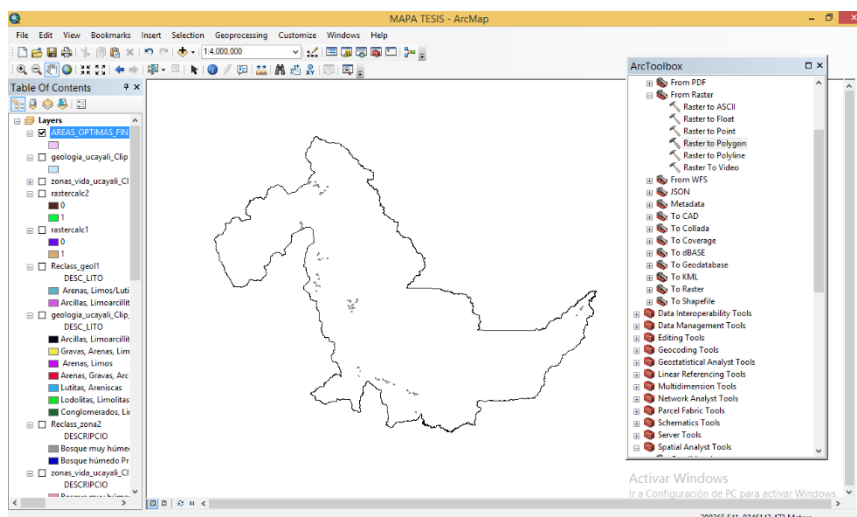 MAPA TESIS - ArcMap
File Edit View Bookmarks Insert Selection Geoprocessing Customize Windows Help
1:4,000,000
Table Of Contents
Layers
AREAS_OPTIMAS_FIN
geologia_ucayali_Clip
zonas_vida_ucayali_Cl
rastercalc2
0
1
rastercalc1
0
1
Reclass_geol1
DESC_LITO
Arenas, Limos/Luti
Arcillas, Limoarcillit
geologia_ucayali_Clip_
DESC_LITO
Arcillas, Limoarcillit
Gravas, Arenas, Lim
Arenas, Limos
Arenas, Gravas, Arc
Lutitas, Areniscas
Lodolitas, Limolitas
Conglomerados, Li
Reclass_zona2
DESCRIPCIO
Bosque muy húme
Bosque húmedo Pr
zonas_vida_ucayali_Cl
DESCRIPCIO
ArcToolbox
From PDF
From Raster
Raster to ASCII
Raster to Float
Raster to Point
Raster to Polygon
Raster to Polyline
Raster To Video
From WFS
JSON
Metadata
To CAD
To Collada
To Coverage
To dBASE
To Geodatabase
To KML
To Raster
To Shapefile
Data Interoperability Tools
Data Management Tools
Editing Tools
Geocoding Tools
Geostatistical Analyst Tools
Linear Referencing Tools
Multidimension Tools
Network Analyst Tools
Parcel Fabric Tools
Schematics Tools
Server Tools
Spatial Analyst Tools
Activar Windows
Ir a Configuración de PC para activar Windows.